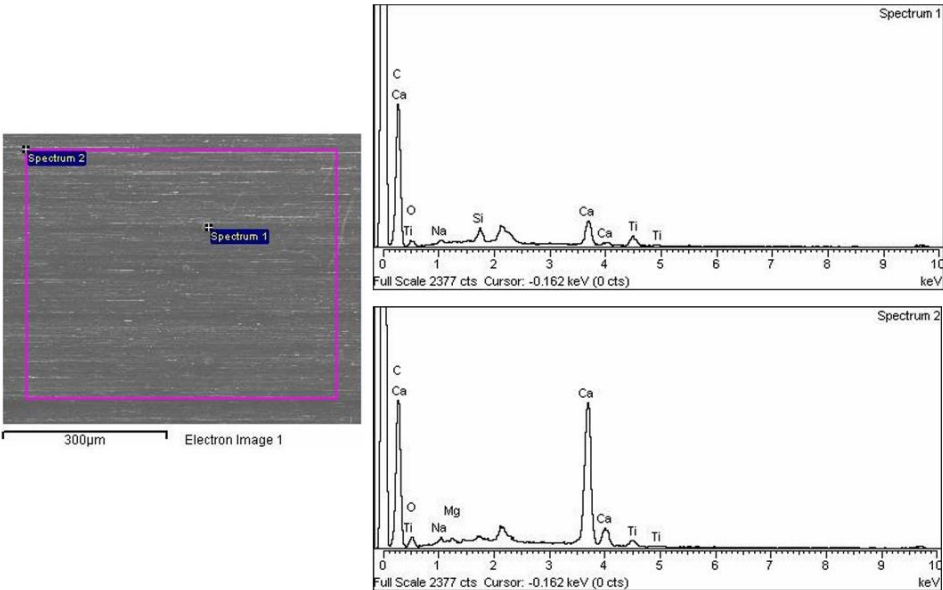 Spectrum 2
Spectrum 1
300µm
Electron Image 1
Spectrum 1
C
Ca
O
Ti
Na
Si
Ca
Ca
Ti
Ti
0 1 2 3 4 5 6 7 8 9 10
Full Scale 2377 cts Cursor: -0.162 keV (0 cts)
keV
Spectrum 2
C
Ca
O
Ti
Na
Mg
Ca
Ca
Ti
Ti
0 1 2 3 4 5 6 7 8 9 10
Full Scale 2377 cts Cursor: -0.162 keV (0 cts)
keV